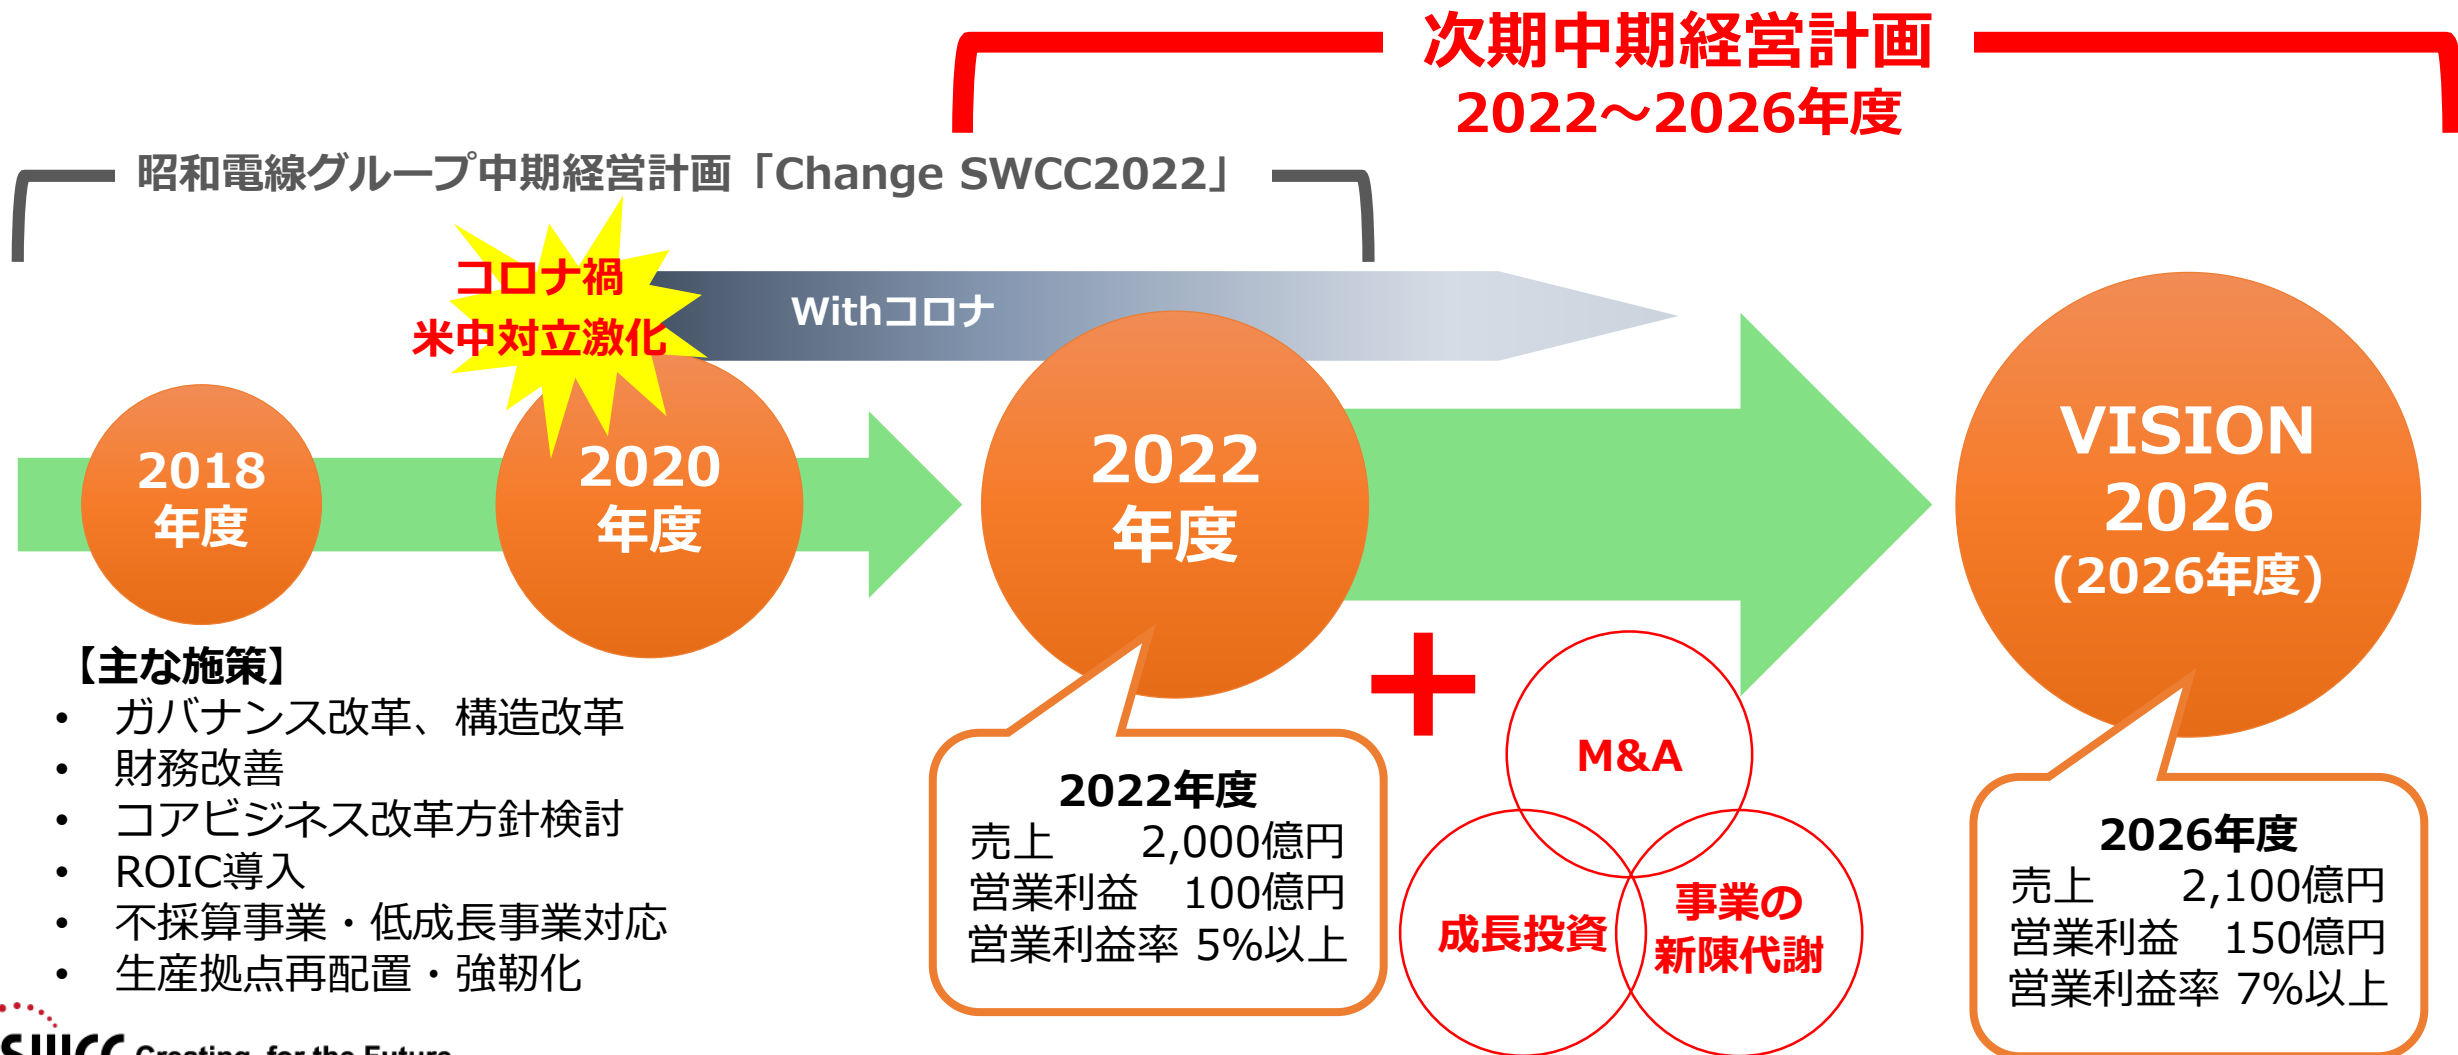 次期中期経営計画
2022～2026年度
昭和電線グループ中期経営計画「Change SWCC2022」
コロナ禍
米中対立激化
Withコロナ
2018
年度
2020
年度
2022
年度
VISION
2026
(2026年度)
【主な施策】
• ガバナンス改革、構造改革
• 財務改善
• コアビジネス改革方針検討
• ROIC導入
• 不採算事業・低成長事業対応
• 生産拠点再配置・強靭化
2022年度
売上 2,000億円
営業利益 100億円
営業利益率 5%以上
+
M&A
成長投資
事業の
新陳代謝
2026年度
売上 2,100億円
営業利益 150億円
営業利益率 7%以上
SWCC Creating for the Future